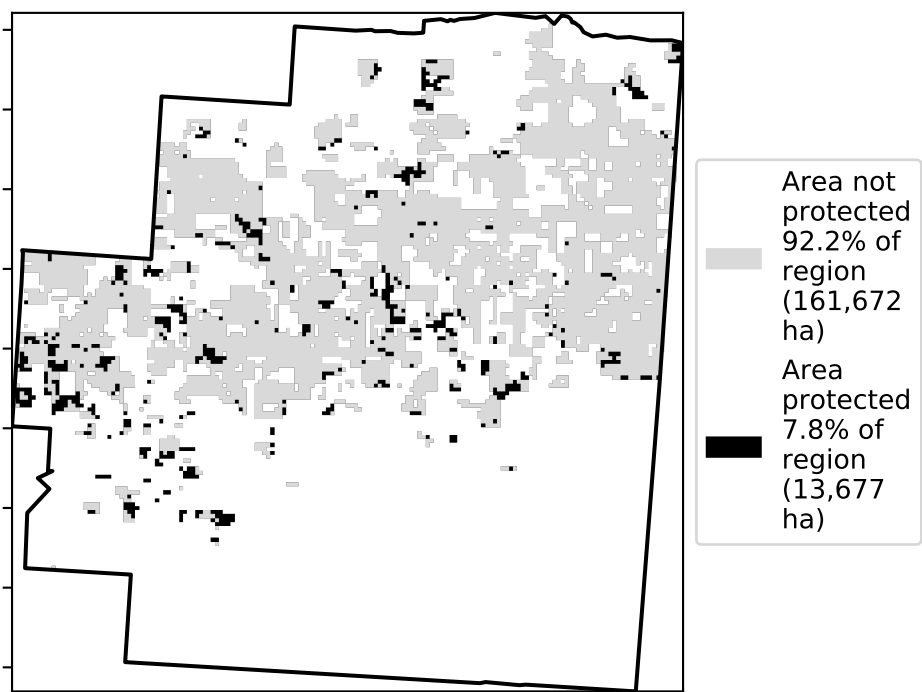 Area not
protected
92.2% of
region
(161,672
ha)
Area
protected
7.8% of
region
(13,677
ha)